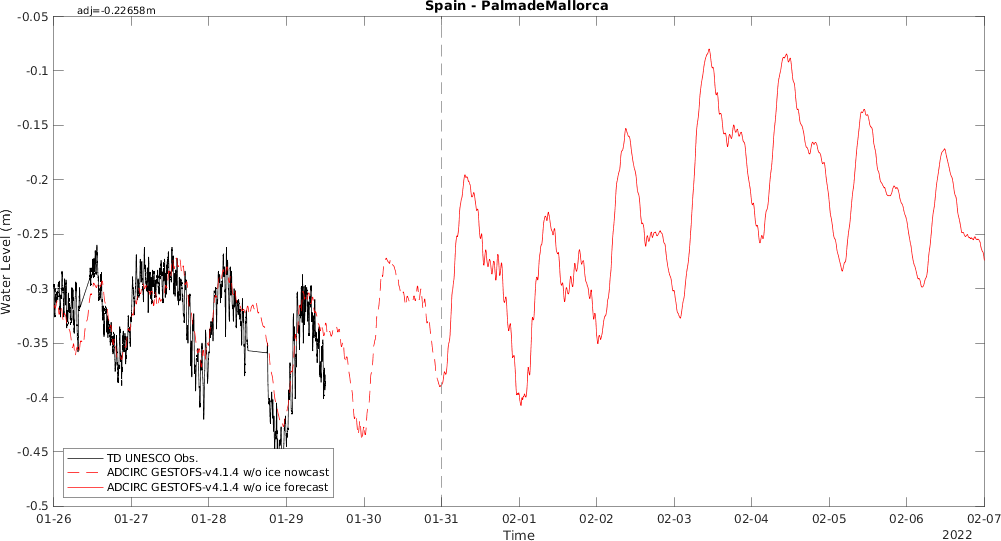 Spain - PalmadeMallorca
adj=-0.22658m
-0.05
-0.1
-0.15
-0.2
-0.25
-0.3
-0.35
-0.4
-0.45
-0.5
Water Level (m)
TD UNESCO Obs.
ADCIRC GESTOFS-v4.1.4 w/o ice nowcast
ADCIRC GESTOFS-v4.1.4 w/o ice forecast
01-26 01-27 01-28 01-29 01-30 01-31 02-01 02-02 02-03 02-04 02-05 02-06 02-07
Time
2022